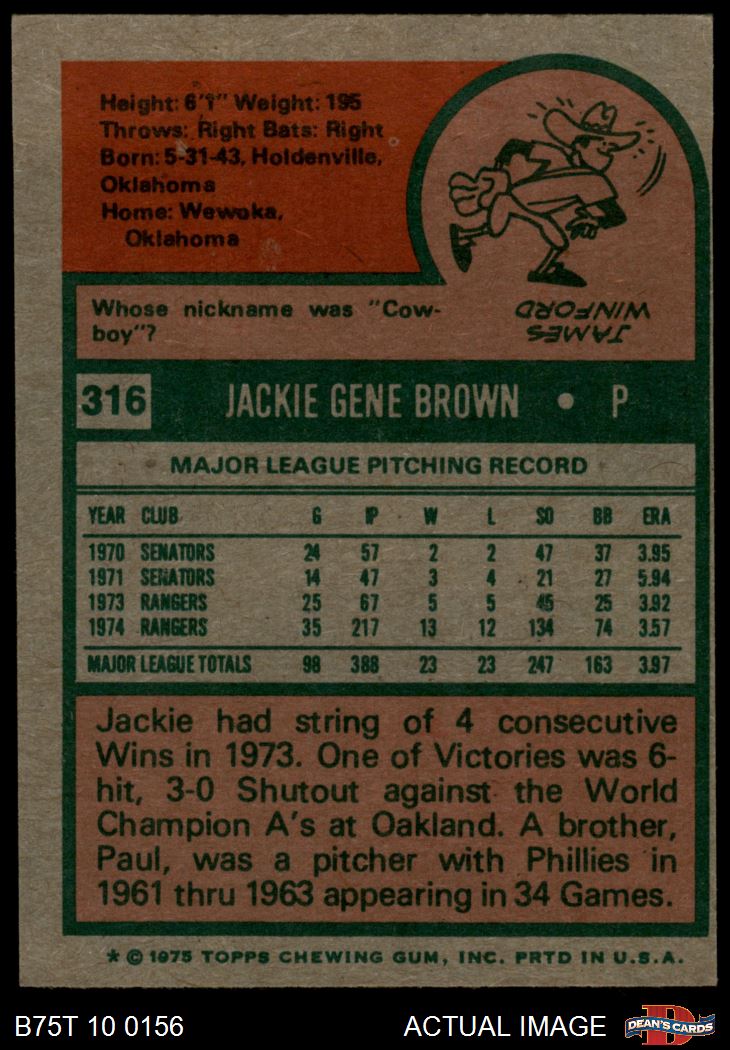 Height: 6'1" Weight: 195
Throws: Right Bats: Right
Born: 5-31-43, Holdenville,
Oklahoma
Home: Wewoka,
Oklahoma
Whose nickname was "Cow-
boy"?
JAMES
WINFORD
316 JACKIE GENE BROWN • P
MAJOR LEAGUE PITCHING RECORD
YEAR CLUB G IP W L SO BB ERA
1970 SENATORS 24 57 2 2 47 37 3.95
1971 SENATORS 14 47 3 4 21 27 5.94
1973 RANGERS 25 67 5 5 45 25 3.92
1974 RANGERS 35 217 13 12 134 74 3.57
MAJOR LEAGUE TOTALS 98 388 23 23 247 163 3.97
Jackie had string of 4 consecutive
Wins in 1973. One of Victories was 6-
hit, 3-0 Shutout against the World
Champion A's at Oakland. A brother,
Paul, was a pitcher with Phillies in
1961 thru 1963 appearing in 34 Games.
* © 1975 TOPPS CHEWING GUM, INC. PRTD IN U.S.A.
B75T 10 0156 ACTUAL IMAGE D DEAN'S CARDS